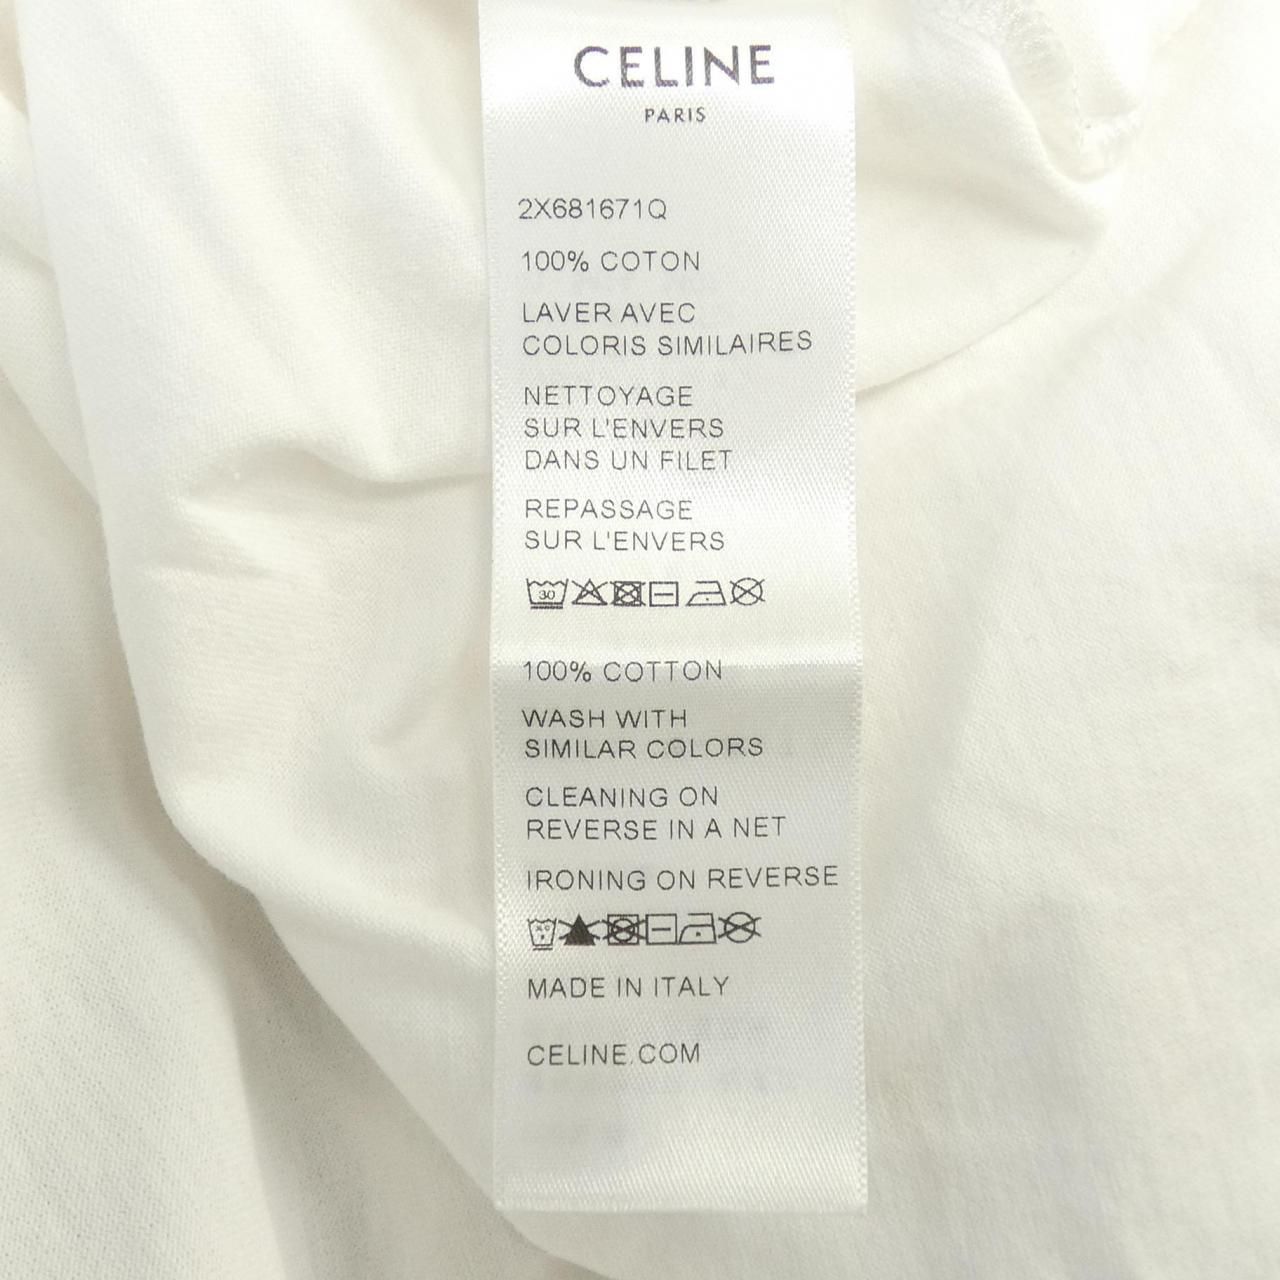 CELINE
PARIS
2X681671Q
100% COTON
LAVER AVEC
COLORIS SIMILAIRES
NETTOYAGE
SUR L'ENVERS
DANS UN FILET
REPASSAGE
SUR L'ENVERS
30
100% COTTON
WASH WITH
SIMILAR COLORS
CLEANING ON
REVERSE IN A NET
IRONING ON REVERSE
MADE IN ITALY
CELINE.COM